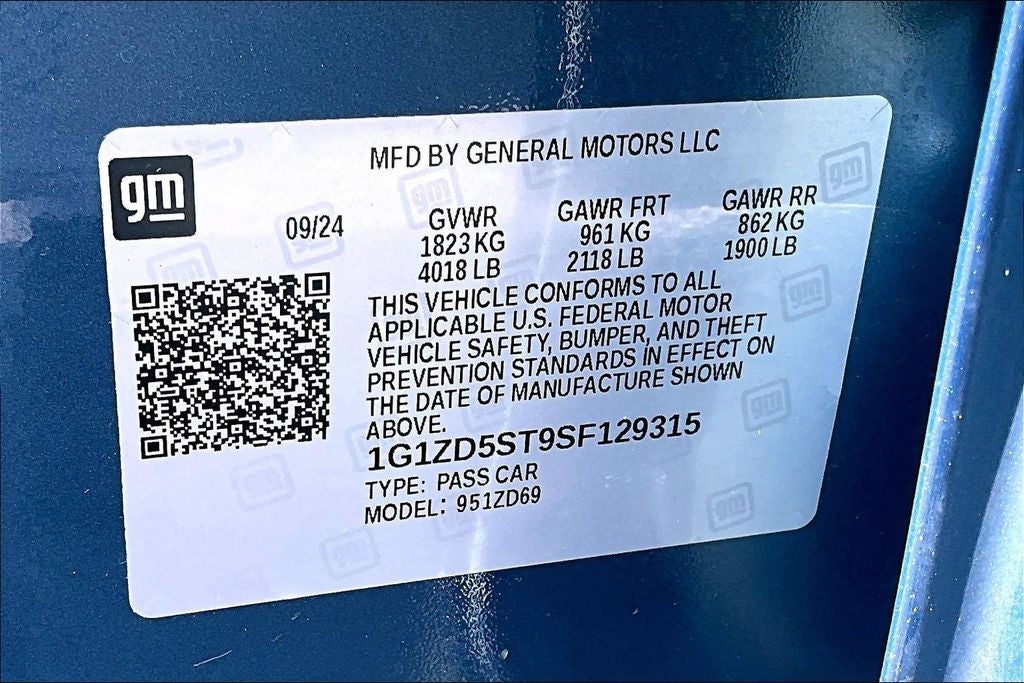 MFD BY GENERAL MOTORS LLC
gm
09/24
GVWR GAWR FRT GAWR RR
1823 KG 961 KG 862 KG
4018 LB 2118 LB 1900 LB
THIS VEHICLE CONFORMS TO ALL
APPLICABLE U.S. FEDERAL MOTOR
VEHICLE SAFETY, BUMPER, AND THEFT
PREVENTION STANDARDS IN EFFECT ON
THE DATE OF MANUFACTURE SHOWN
ABOVE.
1G1ZD5ST9SF129315
TYPE: PASS CAR
MODEL: 951ZD69